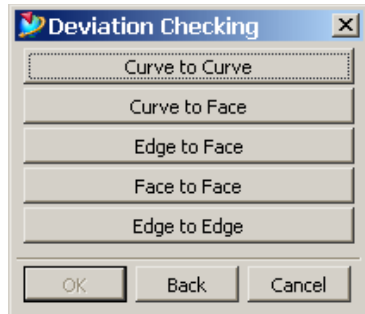 Deviation Checking
Curve to Curve
Curve to Face
Edge to Face
Face to Face
Edge to Edge
OK Back Cancel